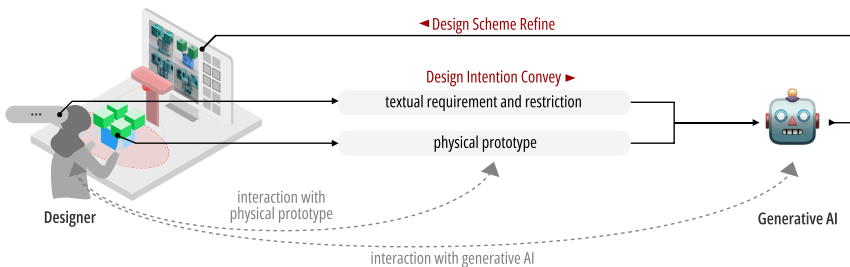 ◄ Design Scheme Refine
Design Intention Convey ►
...
textual requirement and restriction
physical prototype
interaction with
physical prototype
Designer
Generative AI
interaction with generative AI